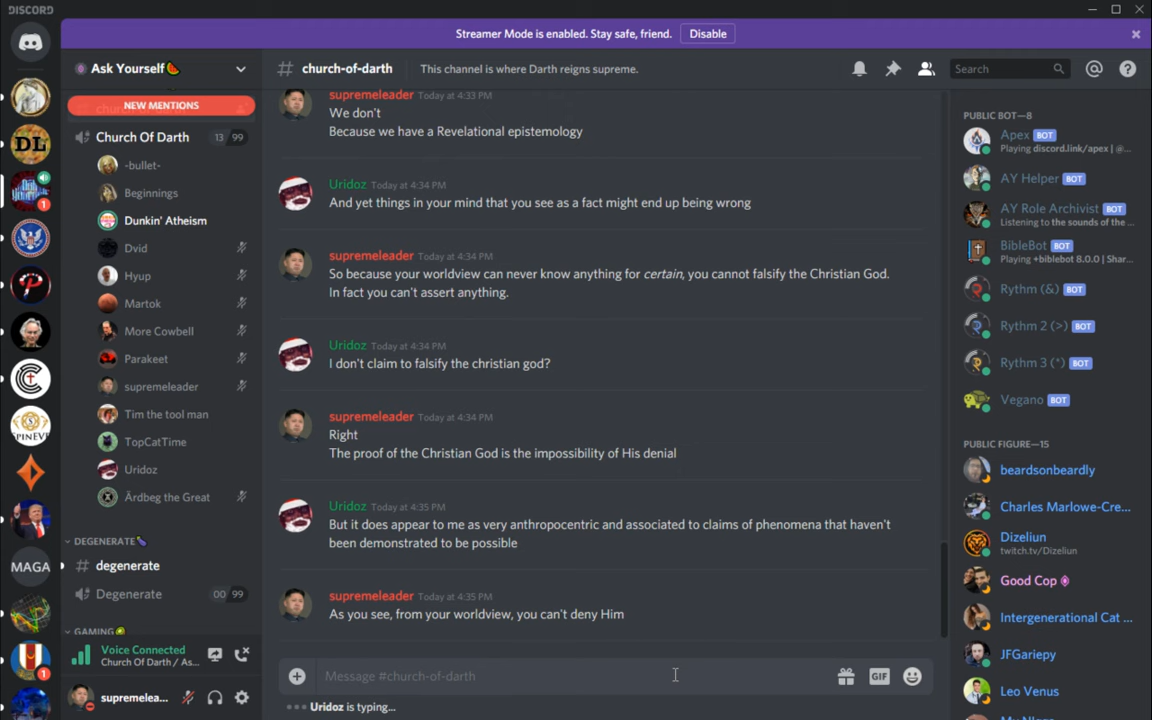 DISCORD
Streamer Mode is enabled. Stay safe, friend. Disable
Ask Yourself🍉
# church-of-darth This channel is where Darth reigns supreme.
Search
NEW MENTIONS
Church Of Darth 13 99
-bullet-
Beginnings
Dunkin' Atheism
Dvid
Hyup
Martok
More Cowbell
Parakeet
supremeleader
Tim the tool man
TopCatTime
Uridoz
Ärdbeg the Great
DEGENERATE🍆
# degenerate
Degenerate 00 99
GAMING
Voice Connected
Church Of Darth / As...
supremelea...
DL
SPINEVE
MAGA
1
1
supremeleader Today at 4:33 PM
We don't
Because we have a Revelational epistemology
Uridoz Today at 4:34 PM
And yet things in your mind that you see as a fact might end up being wrong
supremeleader Today at 4:34 PM
So because your worldview can never know anything for certain, you cannot falsify the Christian God.
In fact you can't assert anything.
Uridoz Today at 4:34 PM
I don't claim to falsify the christian god?
supremeleader Today at 4:34 PM
Right
The proof of the Christian God is the impossibility of His denial
Uridoz Today at 4:35 PM
But it does appear to me as very anthropocentric and associated to claims of phenomena that haven't
been demonstrated to be possible
supremeleader Today at 4:35 PM
As you see, from your worldview, you can't deny Him
Message #church-of-darth
GIF
Uridoz is typing...
PUBLIC BOT—8
Apex BOT
Playing discord.link/apex | @...
AY Helper BOT
AY Role Archivist BOT
Listening to the sounds of the ...
BibleBot BOT
Playing +biblebot 8.0.0 | Shar...
Rythm (&) BOT
Rythm 2 (>) BOT
Rythm 3 (*) BOT
Vegano BOT
PUBLIC FIGURE—15
beardsonbeardly
Charles Marlowe-Cre...
Dizeliun
twitch.tv/Dizeliun
Good Cop
Intergenerational Cat ...
JFGariepy
Leo Venus